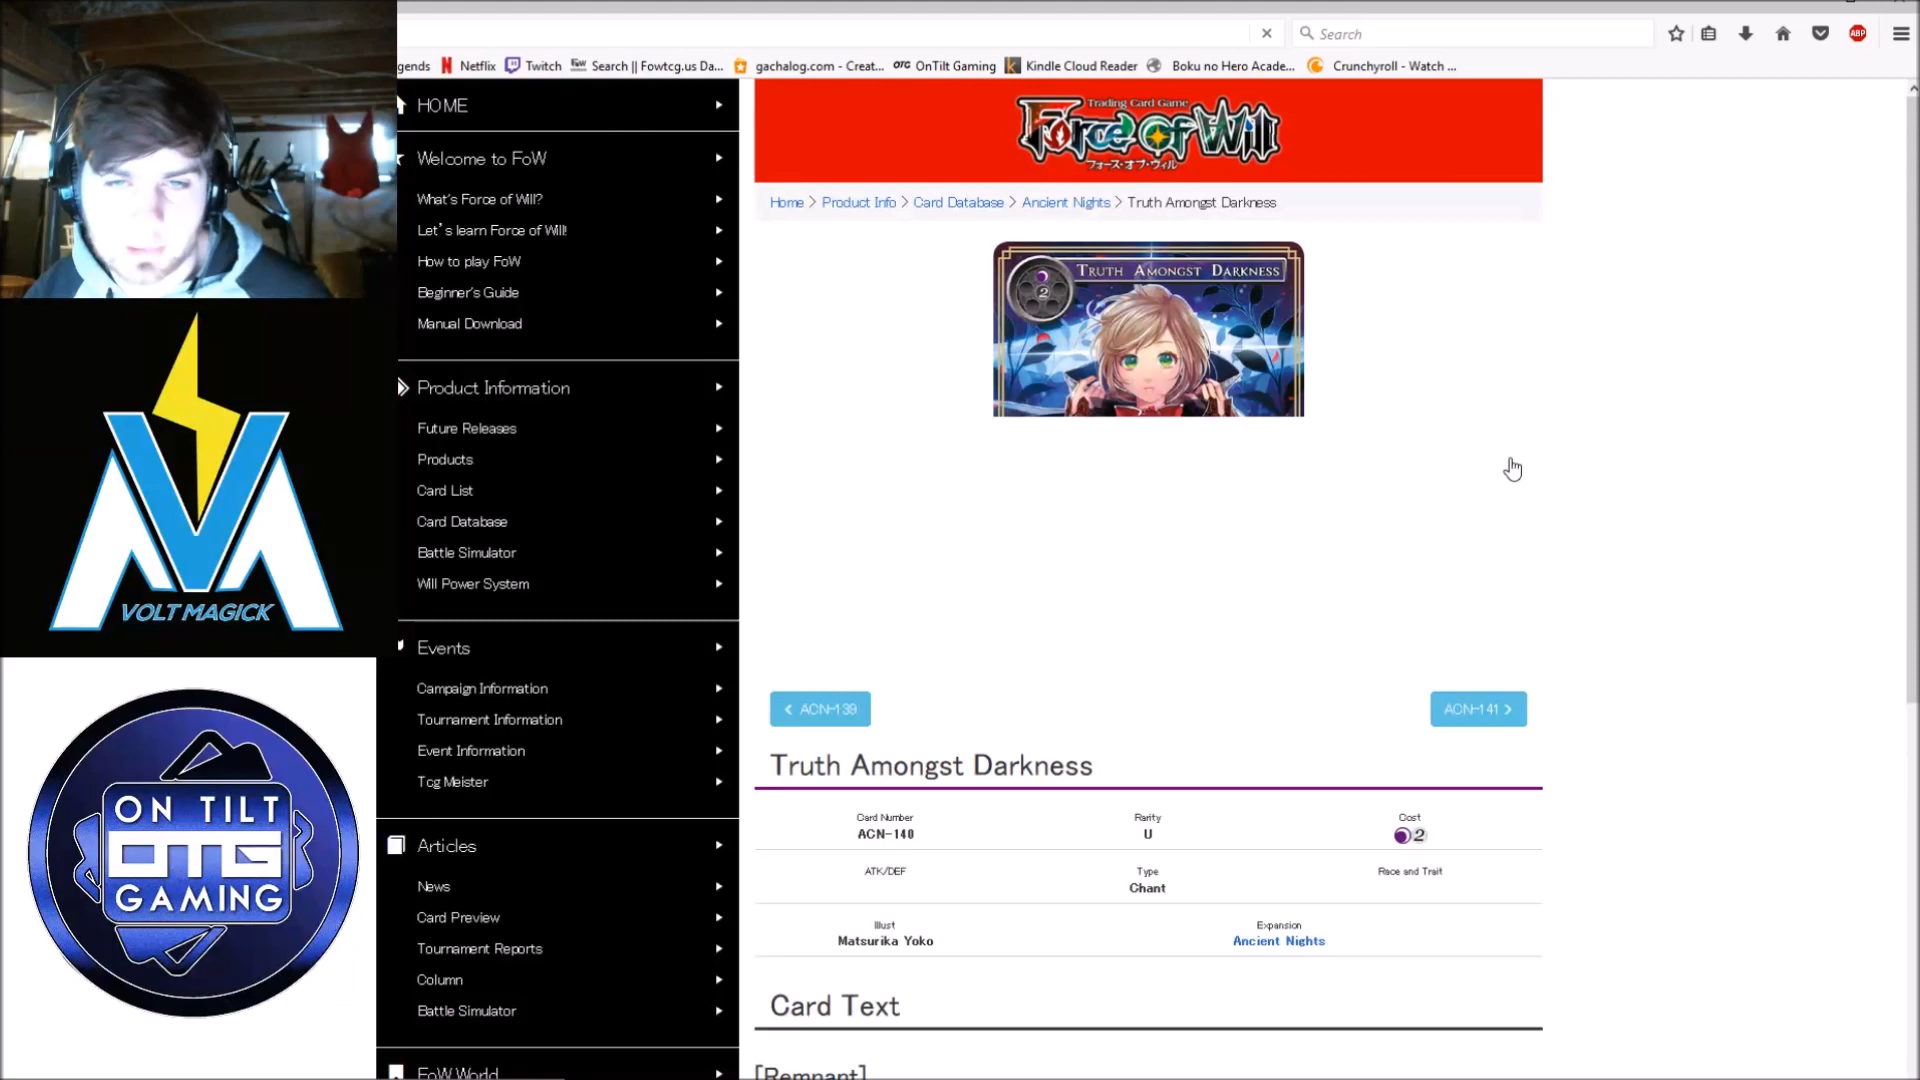 Search
gends Netflix Twitch Search || Fowtcg.us Da... gachalog.com - Creat... OTG OnTilt Gaming Kindle Cloud Reader Boku no Hero Acade... Crunchyroll - Watch ...
HOME
Welcome to FoW
What's Force of Will?
Let's learn Force of Will!
How to play FoW
Beginner's Guide
Manual Download
Product Information
Future Releases
Products
Card List
Card Database
Battle Simulator
Will Power System
Events
Campaign Information
Tournament Information
Event Information
Tcg Meister
Articles
News
Card Preview
Tournament Reports
Column
Battle Simulator
FoW World
Trading Card Game
Force of Will
フォース・オブ・ウィル
Home > Product Info > Card Database > Ancient Nights > Truth Amongst Darkness
TRUTH AMONGST DARKNESS
2
< ACN-139
ACN-141 >
Truth Amongst Darkness
Card Number Rarity Cost
ACN-140 U 2
ATK/DEF Type Race and Trait
Chant
Illust Expansion
Matsurika Yoko Ancient Nights
Card Text
[Remnant]
VOLT MAGICK
ON TILT
OTG
GAMING
ABP